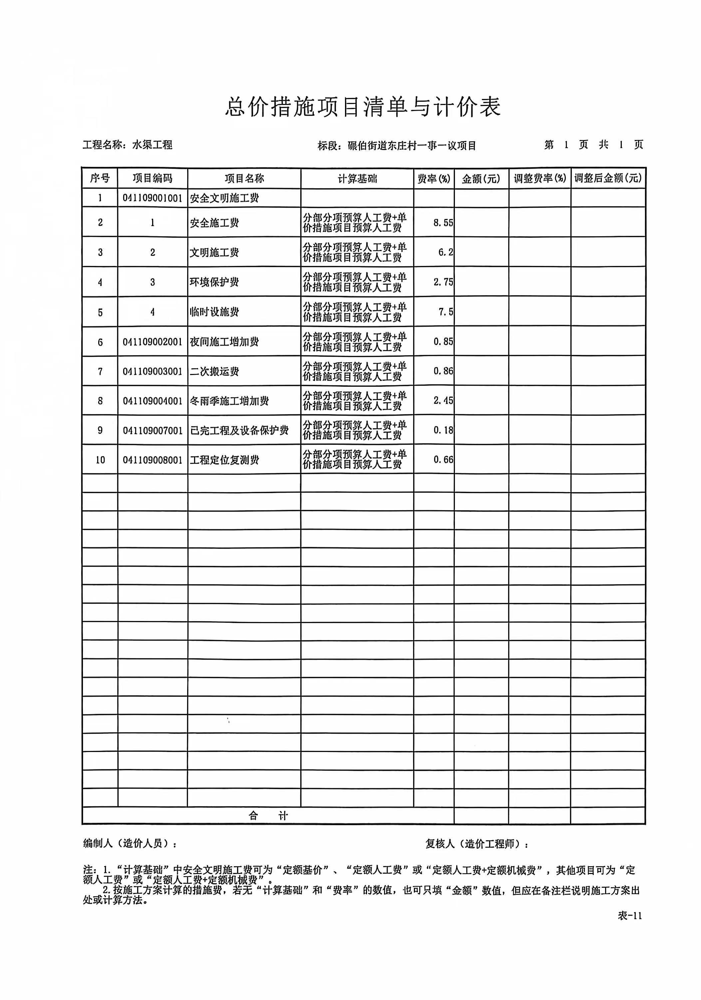 总价措施项目清单与计价表
工程名称：水渠工程 标段：碾伯街道东庄村一事一议项目 第 1 页 共 1 页
序号 项目编码 项目名称 计算基础 费率(%) 金额(元) 调整费率(%) 调整后金额(元)
1 041109001001 安全文明施工费
2 1 安全施工费 分部分项预算人工费+单
价措施项目预算人工费 8.55
3 2 文明施工费 分部分项预算人工费+单
价措施项目预算人工费 6.2
4 3 环境保护费 分部分项预算人工费+单
价措施项目预算人工费 2.75
5 4 临时设施费 分部分项预算人工费+单
价措施项目预算人工费 7.5
6 041109002001 夜间施工增加费 分部分项预算人工费+单
价措施项目预算人工费 0.85
7 041109003001 二次搬运费 分部分项预算人工费+单
价措施项目预算人工费 0.86
8 041109004001 冬雨季施工增加费 分部分项预算人工费+单
价措施项目预算人工费 2.45
9 041109007001 已完工程及设备保护费 分部分项预算人工费+单
价措施项目预算人工费 0.18
10 041109008001 工程定位复测费 分部分项预算人工费+单
价措施项目预算人工费 0.66
合 计
编制人（造价人员）： 复核人（造价工程师）：
注：1.“计算基础”中安全文明施工费可为“定额基价”、“定额人工费”或“定额人工费+定额机械费”，其他项目可为“定
额人工费”或“定额人工费+定额机械费”。
2.按施工方案计算的措施费，若无“计算基础”和“费率”的数值，也可只填“金额”数值，但应在备注栏说明施工方案出
处或计算方法。
表-11